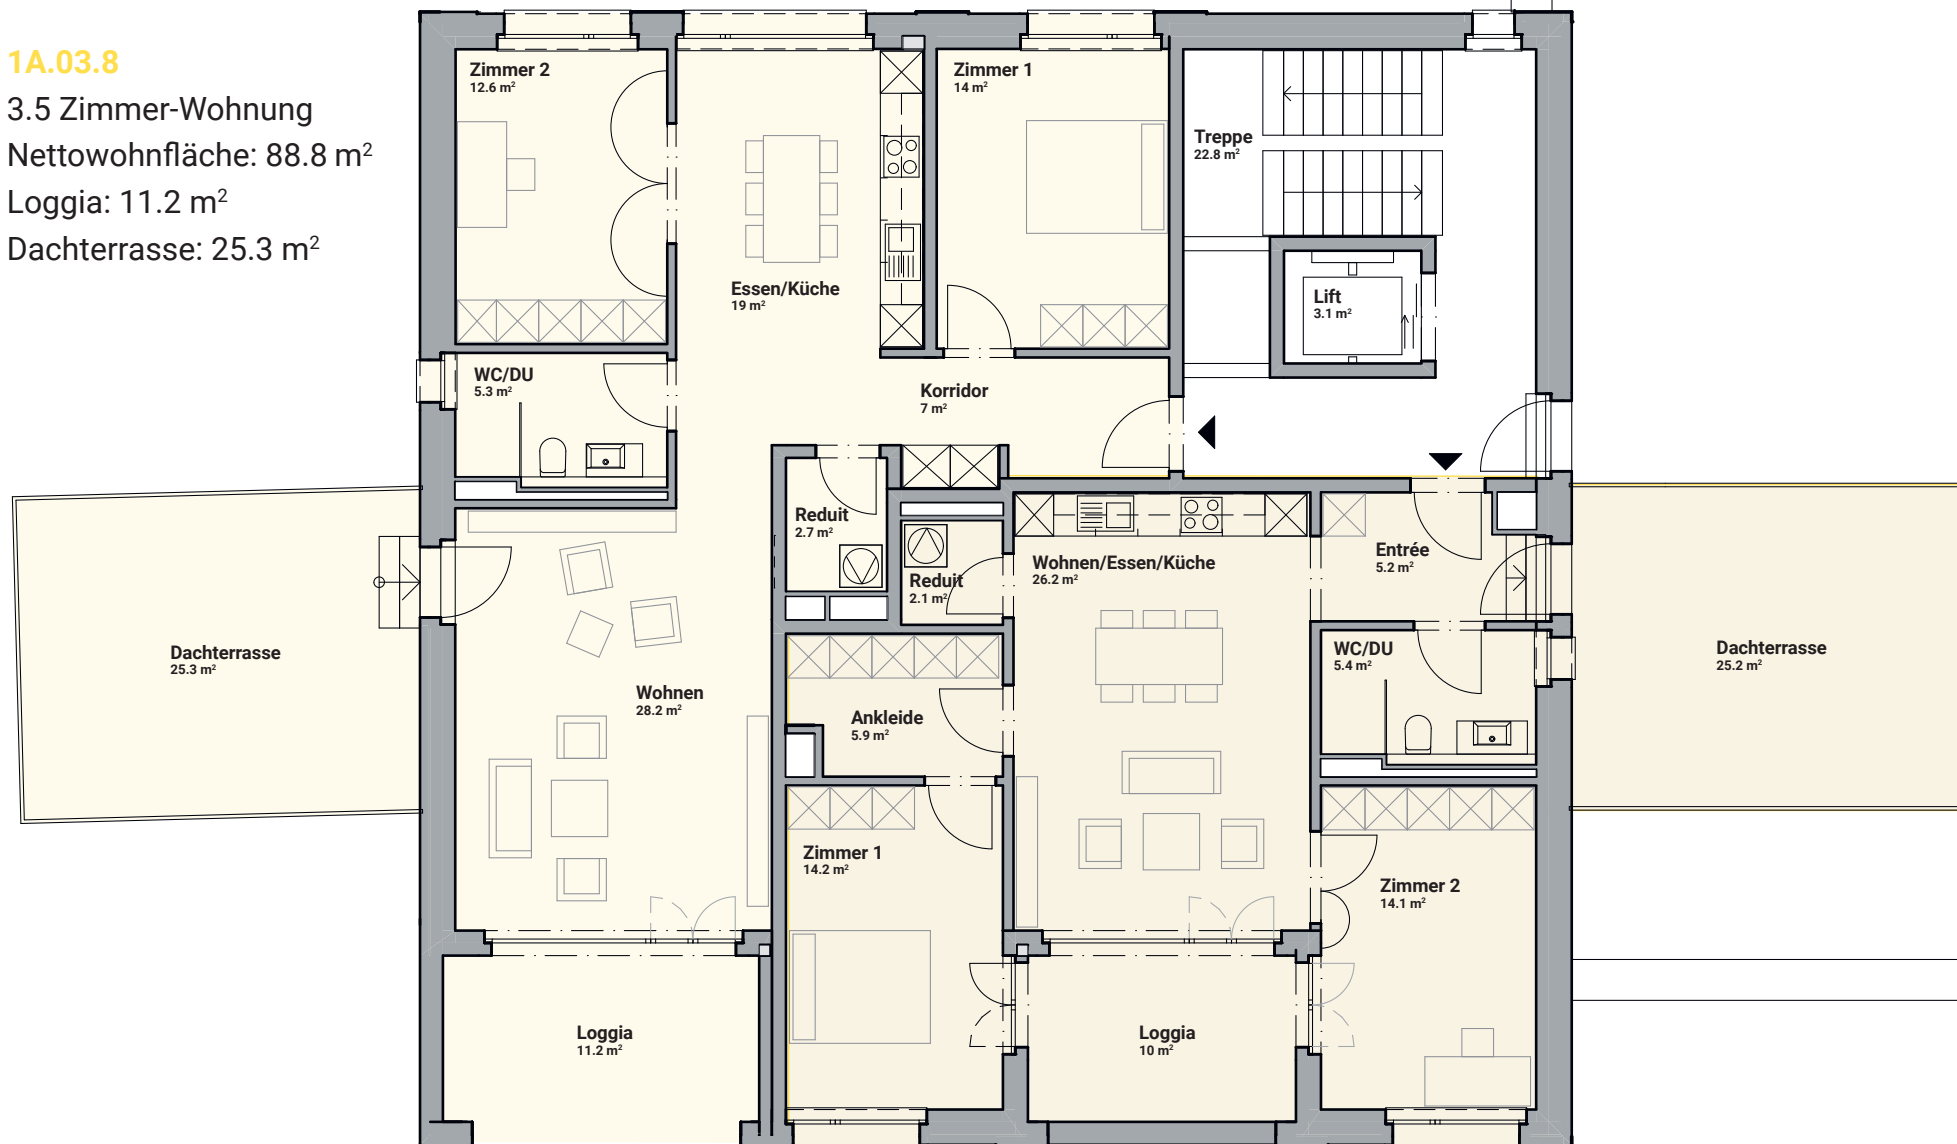 1A.03.8
3.5 Zimmer-Wohnung
Nettowohnfläche: 88.8 m²
Loggia: 11.2 m²
Dachterrasse: 25.3 m²
Zimmer 2
12.6 m²
Zimmer 1
14 m²
Treppe
22.8 m²
Essen/Küche
19 m²
Lift
3.1 m²
WC/DU
5.3 m²
Korridor
7 m²
Reduit
2.7 m²
Reduit
2.1 m²
Wohnen/Essen/Küche
26.2 m²
Entrée
5.2 m²
Dachterrasse
25.3 m²
Wohnen
28.2 m²
WC/DU
5.4 m²
Dachterrasse
25.2 m²
Ankleide
5.9 m²
Zimmer 1
14.2 m²
Zimmer 2
14.1 m²
Loggia
11.2 m²
Loggia
10 m²